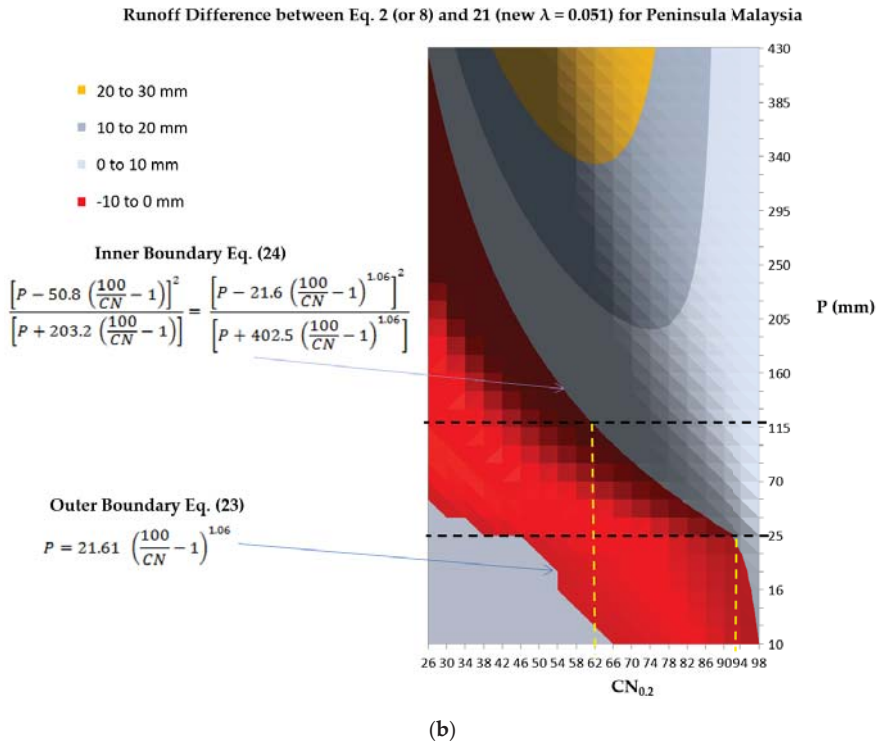 Runoff Difference between Eq. 2 (or 8) and 21 (new λ = 0.051) for Peninsula Malaysia
20 to 30 mm
10 to 20 mm
0 to 10 mm
-10 to 0 mm
Inner Boundary Eq. (24)
[P − 50.8 (100/CN − 1)]² / [P + 203.2 (100/CN − 1)] = [P − 21.6 (100/CN − 1)^1.06]² / [P + 402.5 (100/CN − 1)^1.06]
Outer Boundary Eq. (23)
P = 21.61 (100/CN − 1)^1.06
430
385
340
295
250
205
160
115
70
25
16
10
P (mm)
26 30 34 38 42 46 50 54 58 62 66 70 74 78 82 86 90 94 98
CN0.2
(b)